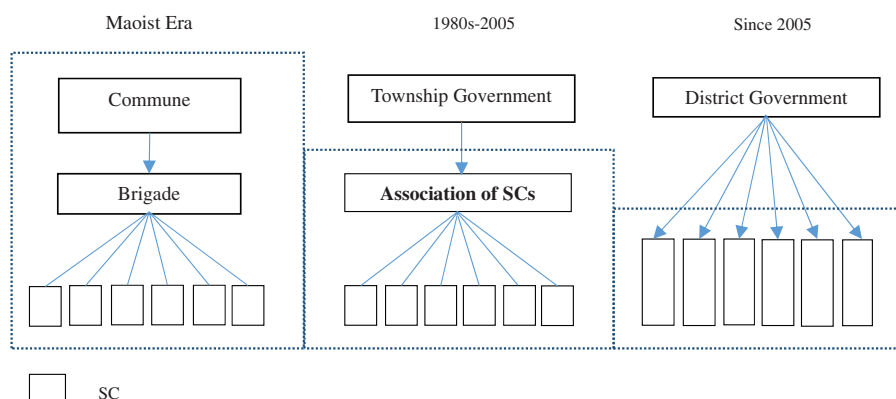 Maoist Era
1980s-2005
Since 2005
Commune
Township Government
District Government
Brigade
Association of SCs
SC